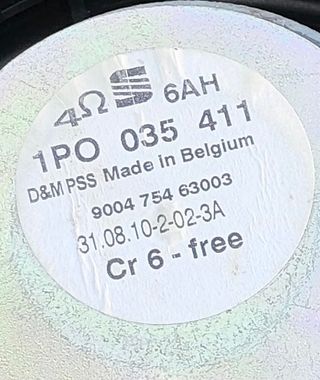 4Ω 6AH
1PO 035 411
D&M PSS Made in Belgium
9004 754 63003
31.08.10-2-02-3A
Cr 6 - free